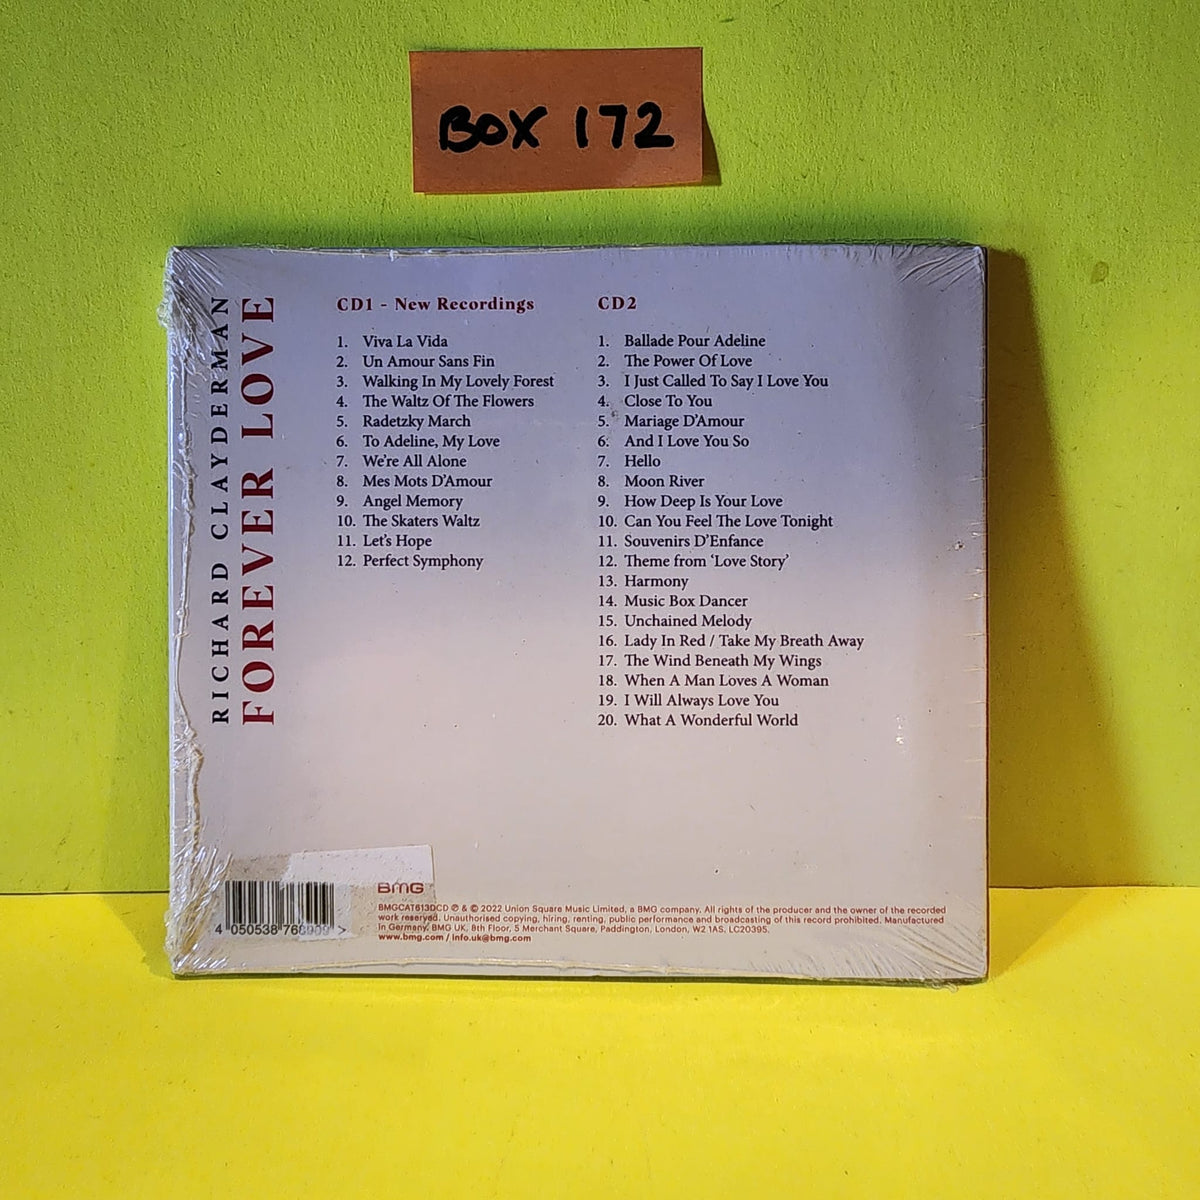 BOX 172
RICHARD CLAYDERMAN
FOREVER LOVE
CD1 - New Recordings
1. Viva La Vida
2. Un Amour Sans Fin
3. Walking In My Lovely Forest
4. The Waltz Of The Flowers
5. Radetzky March
6. To Adeline, My Love
7. We're All Alone
8. Mes Mots D'Amour
9. Angel Memory
10. The Skaters Waltz
11. Let's Hope
12. Perfect Symphony
CD2
1. Ballade Pour Adeline
2. The Power Of Love
3. I Just Called To Say I Love You
4. Close To You
5. Mariage D'Amour
6. And I Love You So
7. Hello
8. Moon River
9. How Deep Is Your Love
10. Can You Feel The Love Tonight
11. Souvenirs D'Enfance
12. Theme from 'Love Story'
13. Harmony
14. Music Box Dancer
15. Unchained Melody
16. Lady In Red / Take My Breath Away
17. The Wind Beneath My Wings
18. When A Man Loves A Woman
19. I Will Always Love You
20. What A Wonderful World
4 050538 >
BMG
BMGCAT613DCD ℗ & © 2022 Union Square Music Limited, a BMG company. All rights of the producer and the owner of the recorded
work reserved. Unauthorised copying, hiring, renting, public performance and broadcasting of this record prohibited. Manufactured
in Germany. BMG UK, 8th Floor, 5 Merchant Square, Paddington, London, W2 1AS. LC20395.
www.bmg.com / info.uk@bmg.com